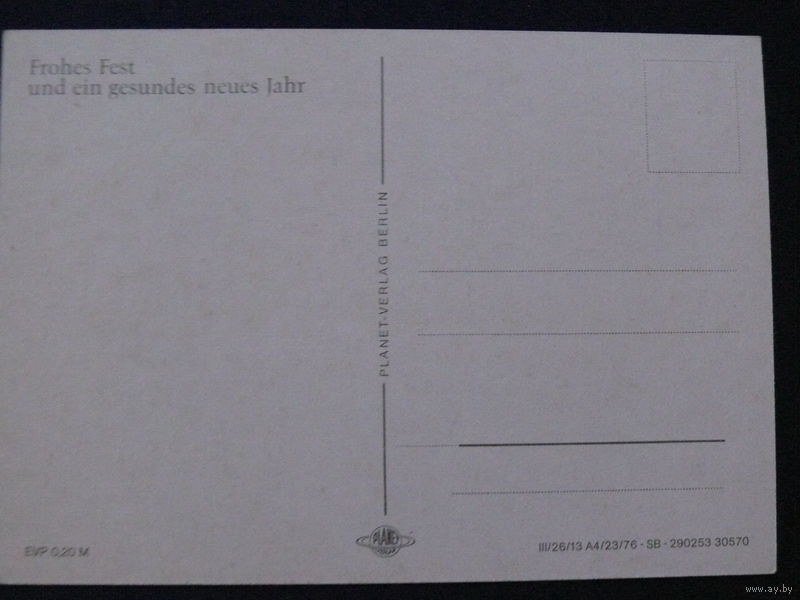 Frohes Fest
und ein gesundes neues Jahr
PLANET-VERLAG BERLIN
EVP 0,20 M
PLANET
III/26/13 A4/23/76 - SB - 290253 30570
www.ay.by